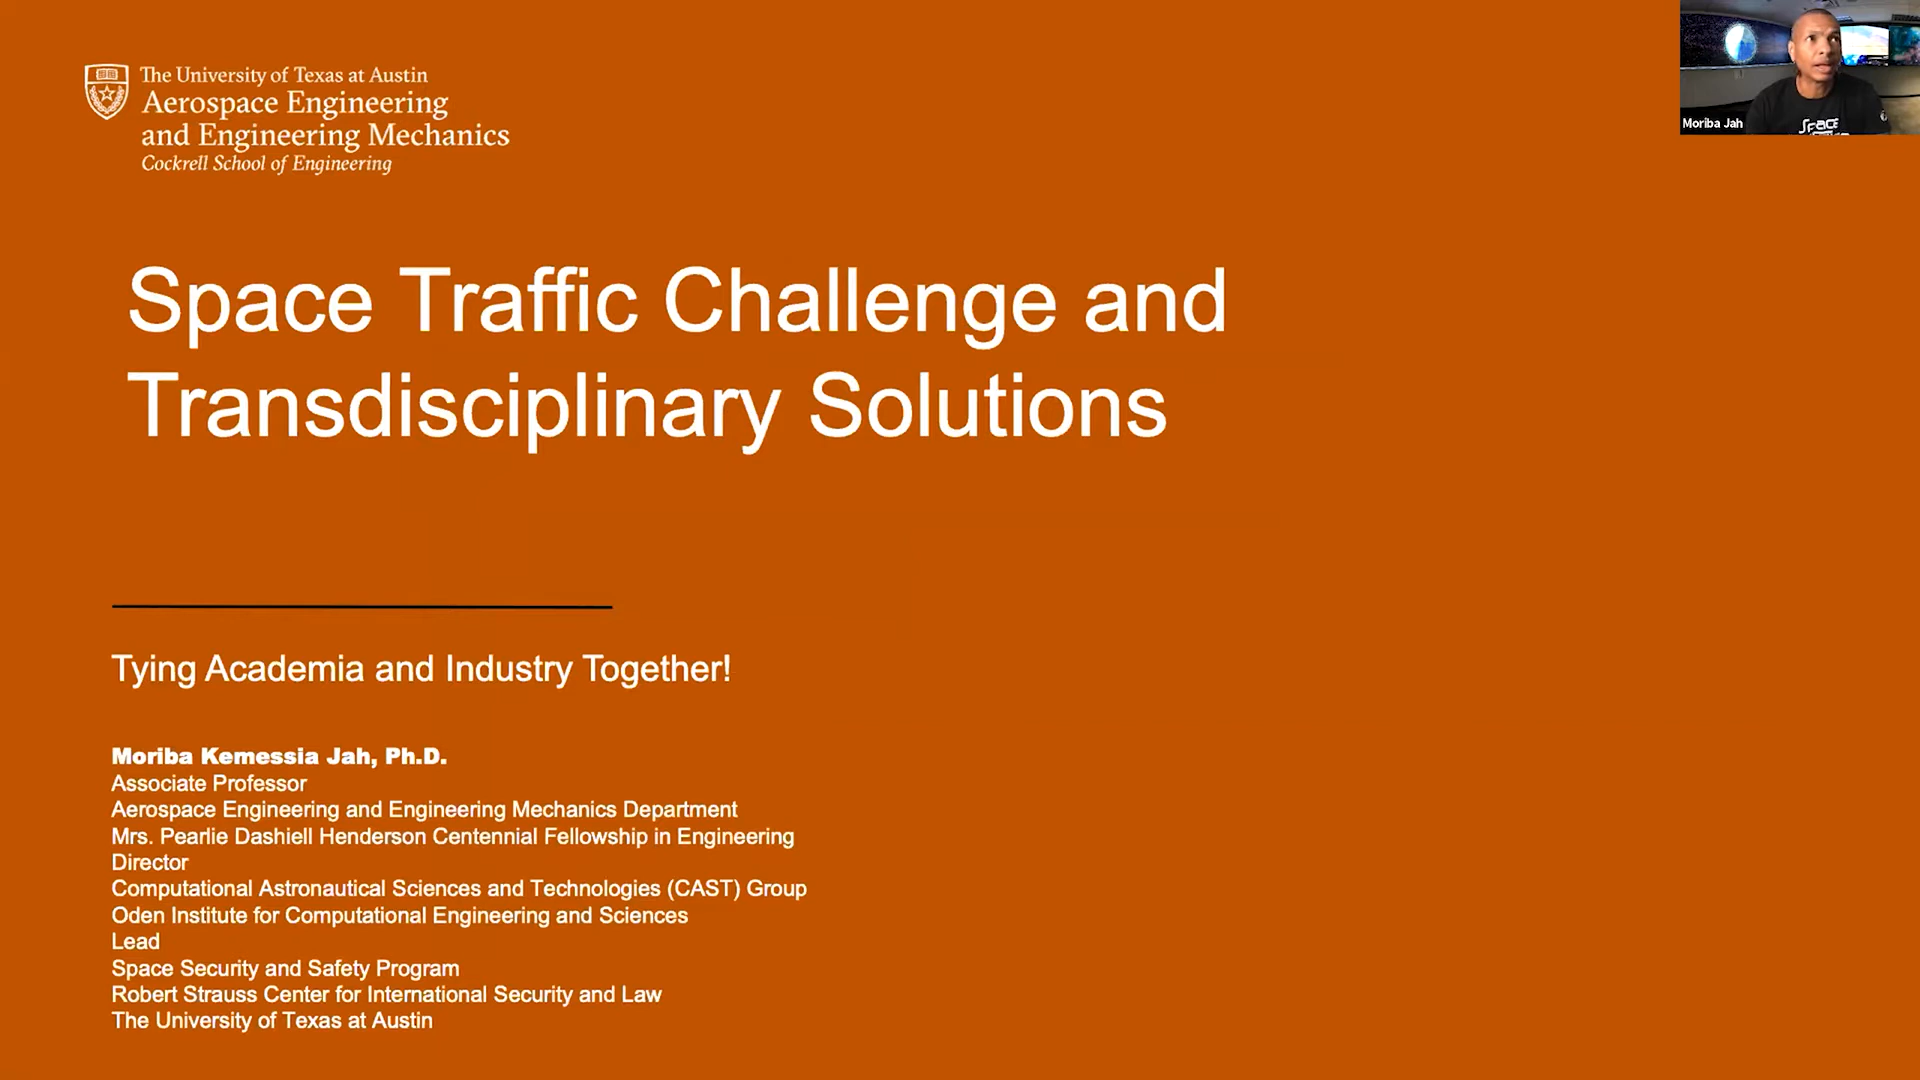 The University of Texas at Austin
Aerospace Engineering
and Engineering Mechanics
Cockrell School of Engineering
Moriba Jah
Space
Space Traffic Challenge and
Transdisciplinary Solutions
Tying Academia and Industry Together!
Moriba Kemessia Jah, Ph.D.
Associate Professor
Aerospace Engineering and Engineering Mechanics Department
Mrs. Pearlie Dashiell Henderson Centennial Fellowship in Engineering
Director
Computational Astronautical Sciences and Technologies (CAST) Group
Oden Institute for Computational Engineering and Sciences
Lead
Space Security and Safety Program
Robert Strauss Center for International Security and Law
The University of Texas at Austin